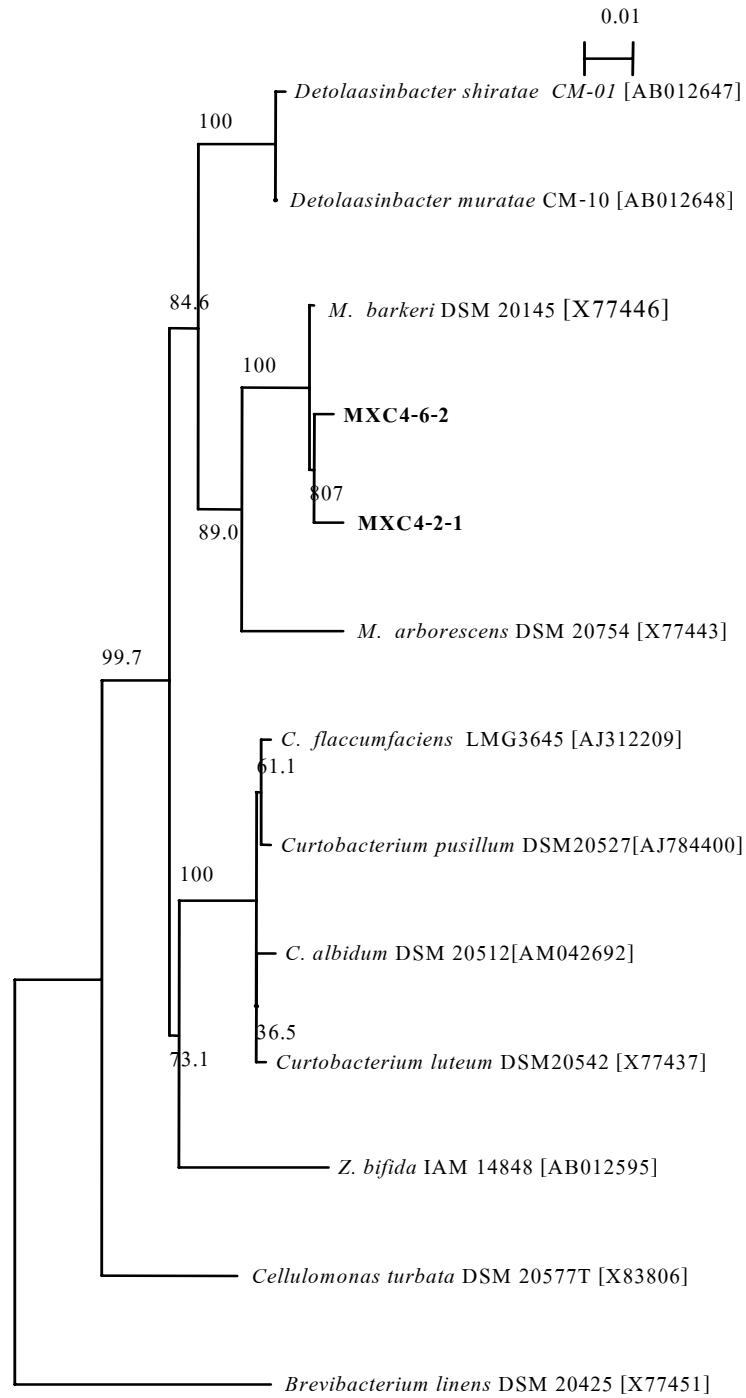 0.01
Detolaasinbacter shiratae CM-01 [AB012647]
100
Detolaasinbacter muratae CM-10 [AB012648]
84.6
M. barkeri DSM 20145 [X77446]
100
MXC4-6-2
807
MXC4-2-1
89.0
M. arborescens DSM 20754 [X77443]
99.7
C. flaccumfaciens LMG3645 [AJ312209]
61.1
Curtobacterium pusillum DSM20527[AJ784400]
100
C. albidum DSM 20512[AM042692]
36.5
73.1
Curtobacterium luteum DSM20542 [X77437]
Z. bifida IAM 14848 [AB012595]
Cellulomonas turbata DSM 20577T [X83806]
Brevibacterium linens DSM 20425 [X77451]